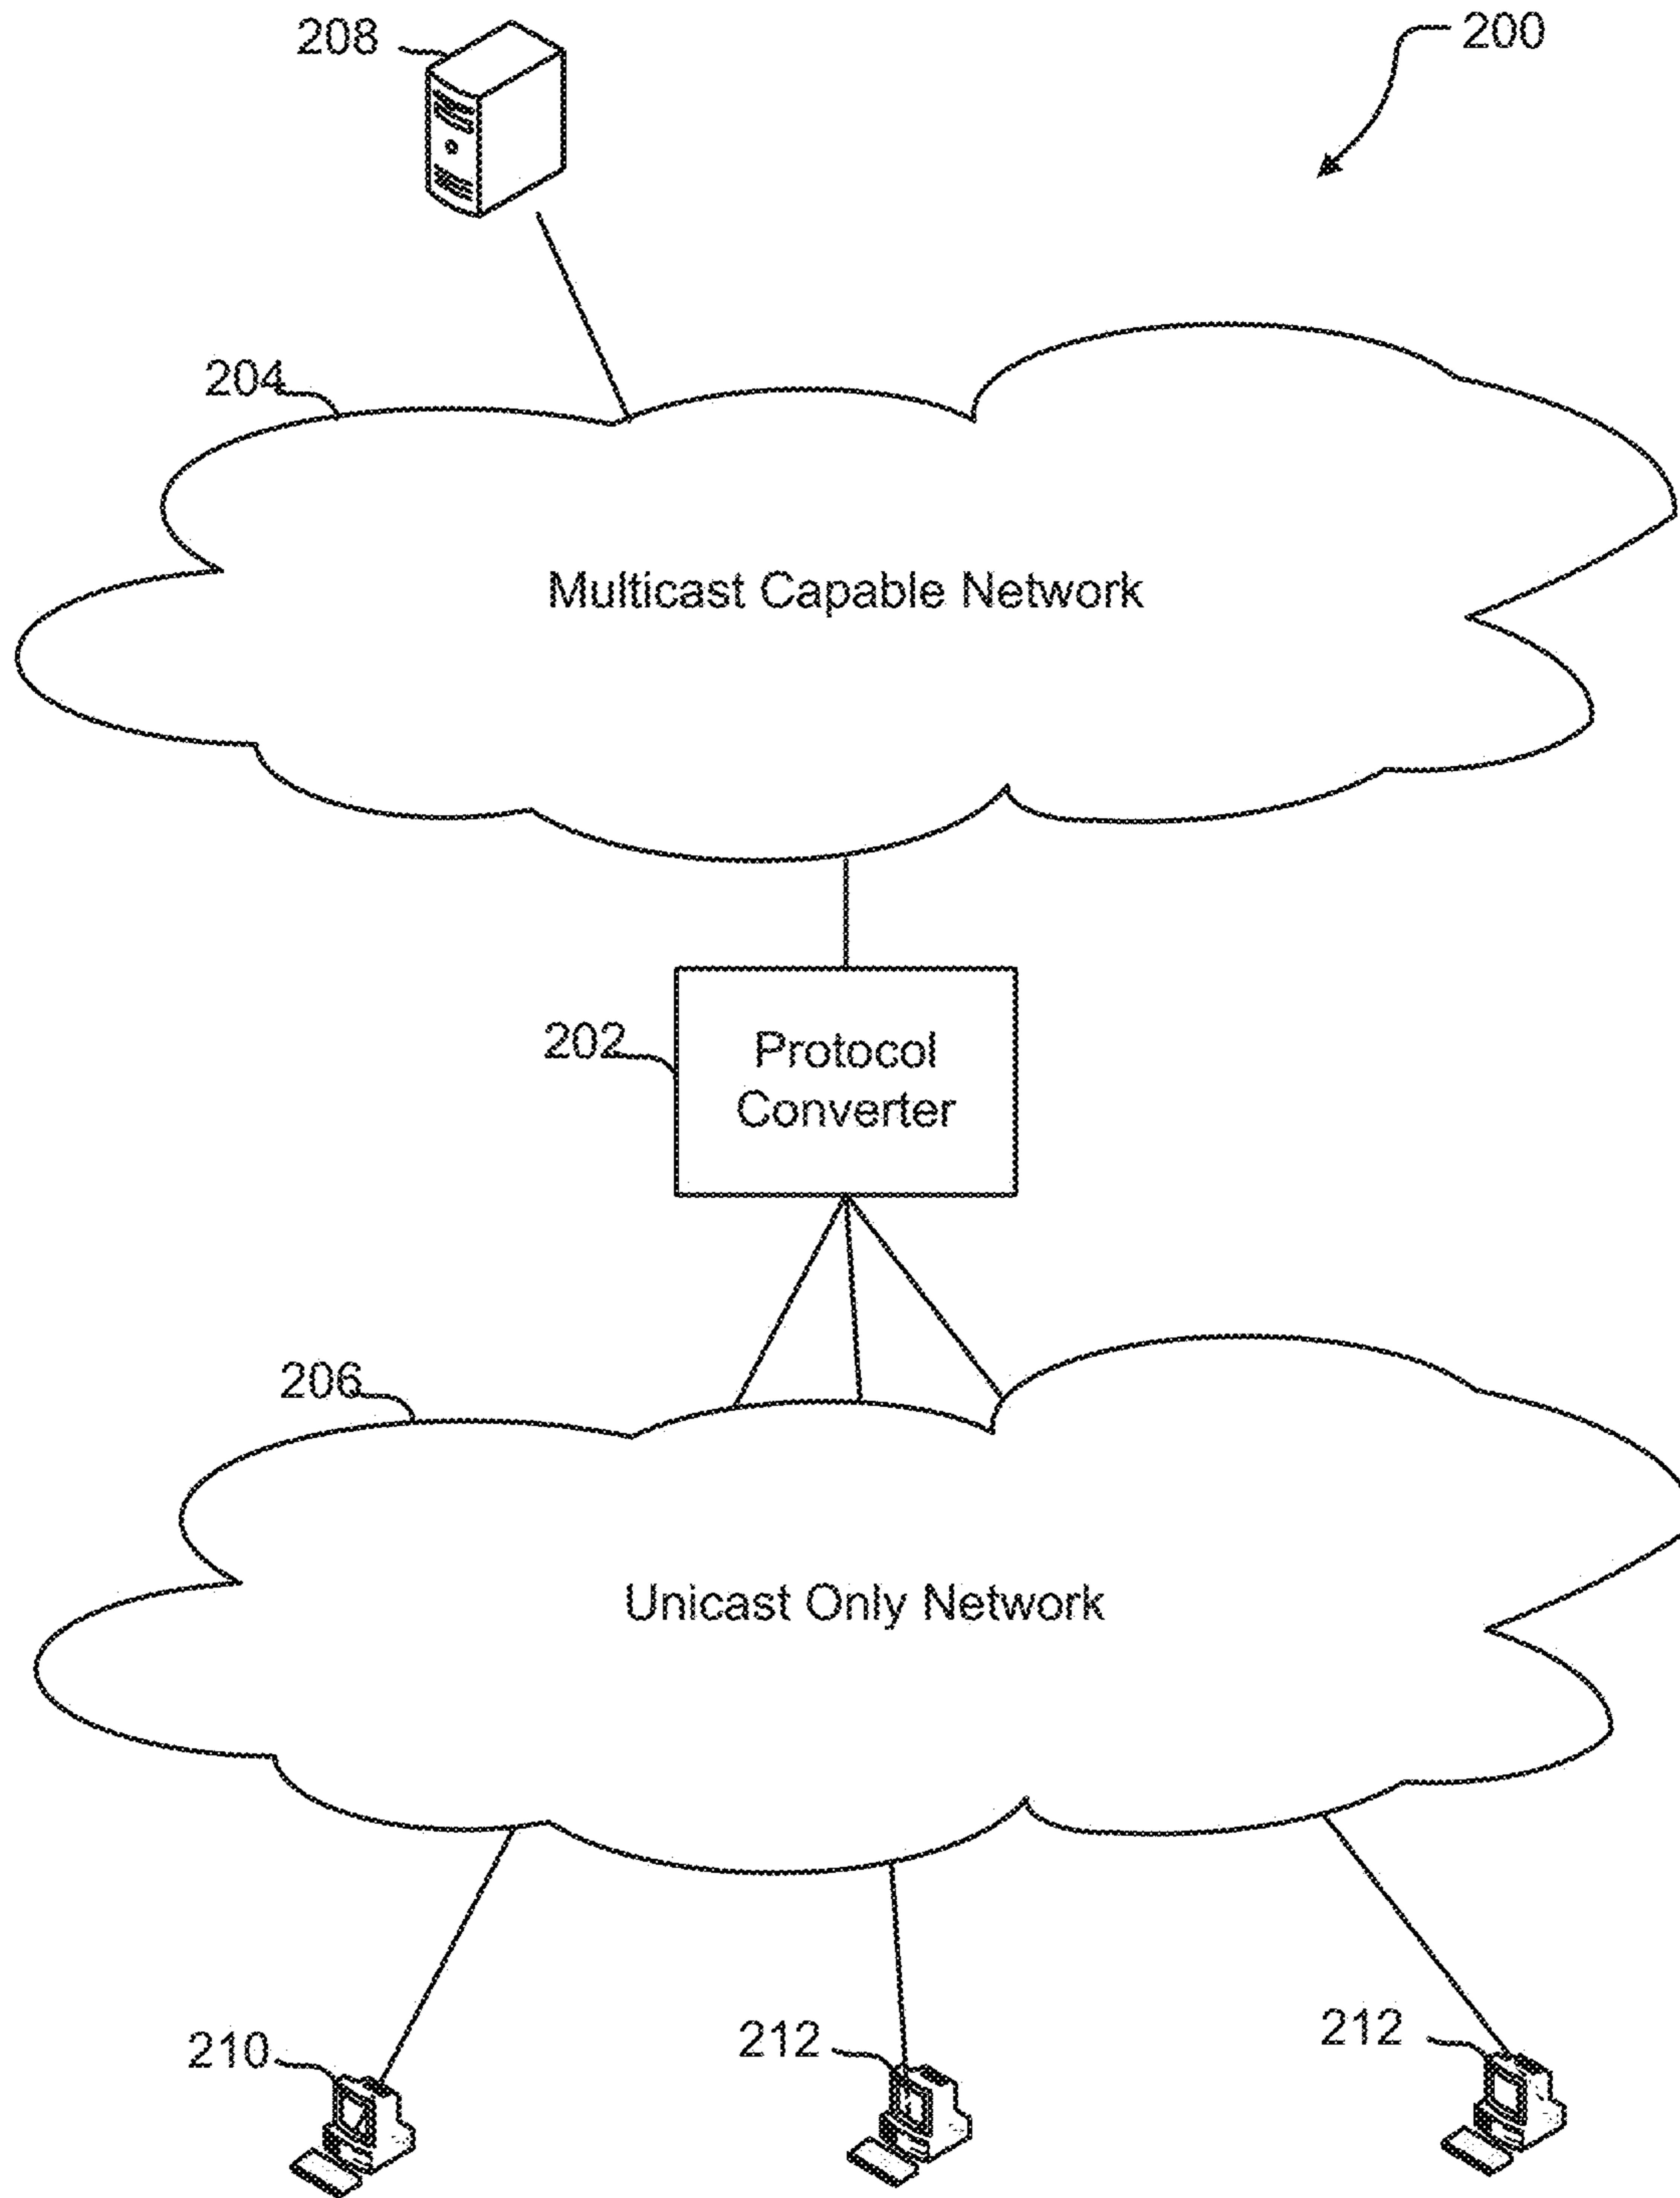 208
200
204
Multicast Capable Network
202
Protocol
Converter
206
Unicast Only Network
210
212
212